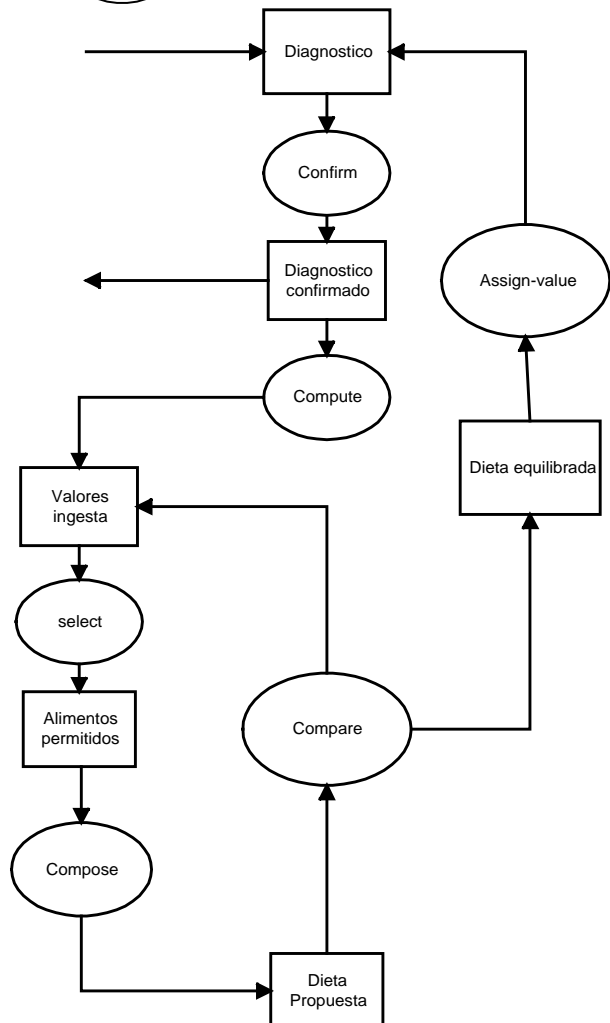 Diagnostico
Confirm
Diagnostico
confirmado
Assign-value
Compute
Dieta equilibrada
Valores
ingesta
select
Alimentos
permitidos
Compare
Compose
Dieta
Propuesta